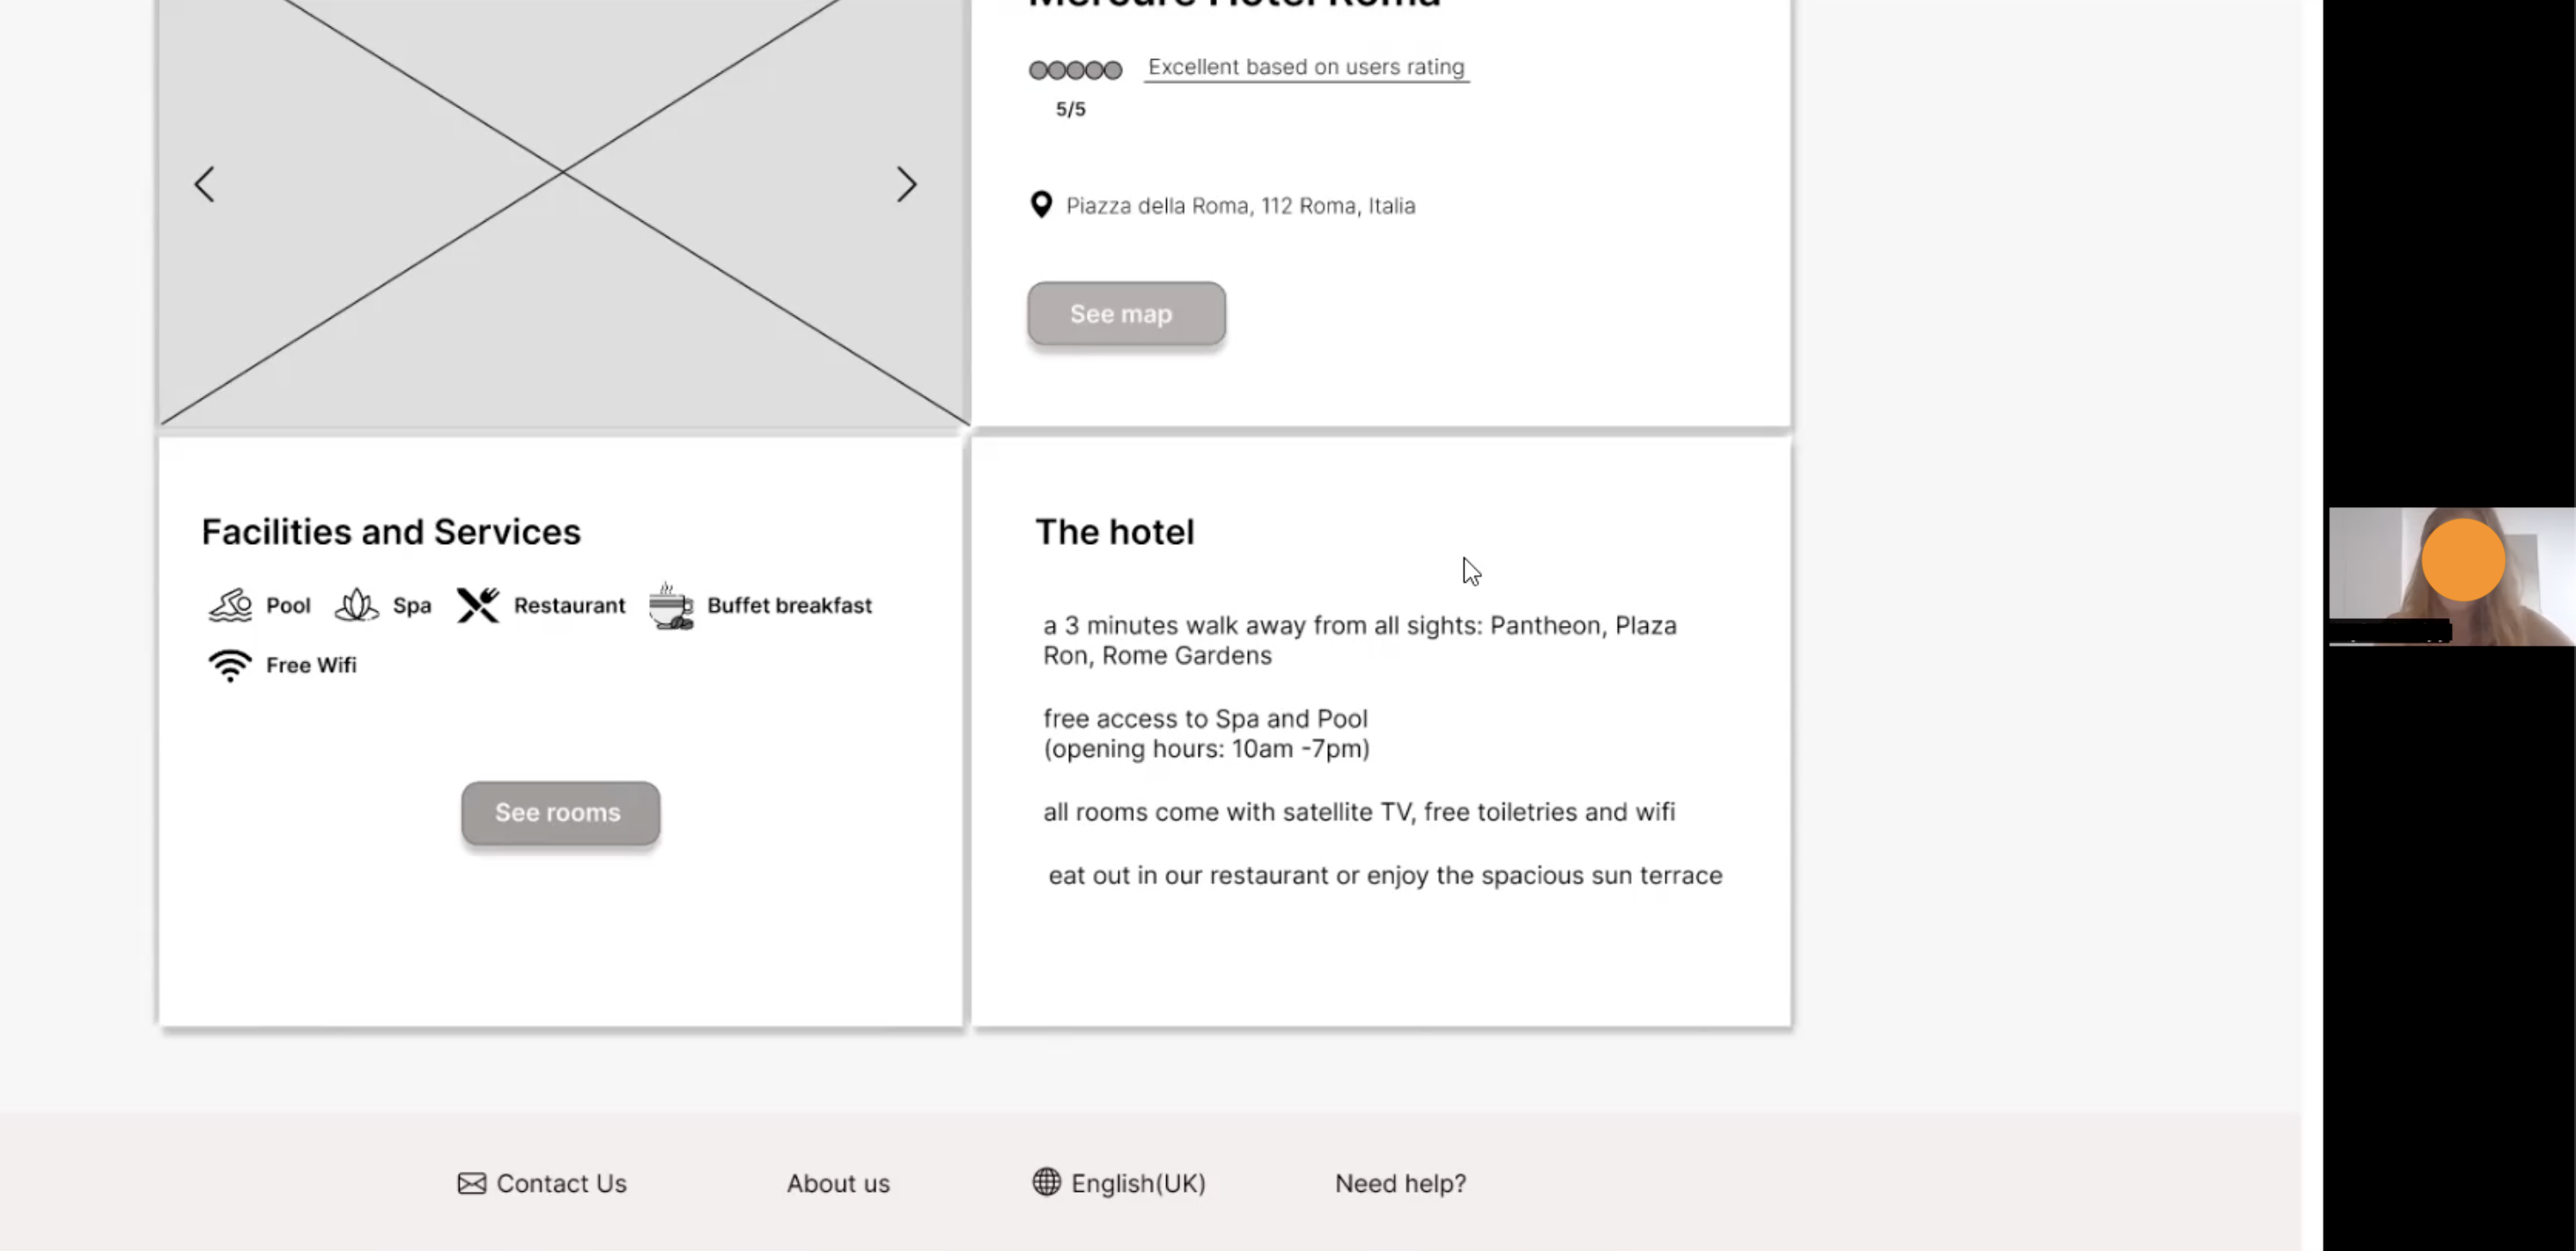 Mercure Hotel Roma
Excellent based on users rating
5/5
Piazza della Roma, 112 Roma, Italia
See map
Facilities and Services
Pool Spa Restaurant Buffet breakfast
Free Wifi
See rooms
The hotel
a 3 minutes walk away from all sights: Pantheon, Plaza
Ron, Rome Gardens
free access to Spa and Pool
(opening hours: 10am -7pm)
all rooms come with satellite TV, free toiletries and wifi
eat out in our restaurant or enjoy the spacious sun terrace
Contact Us About us English(UK) Need help?